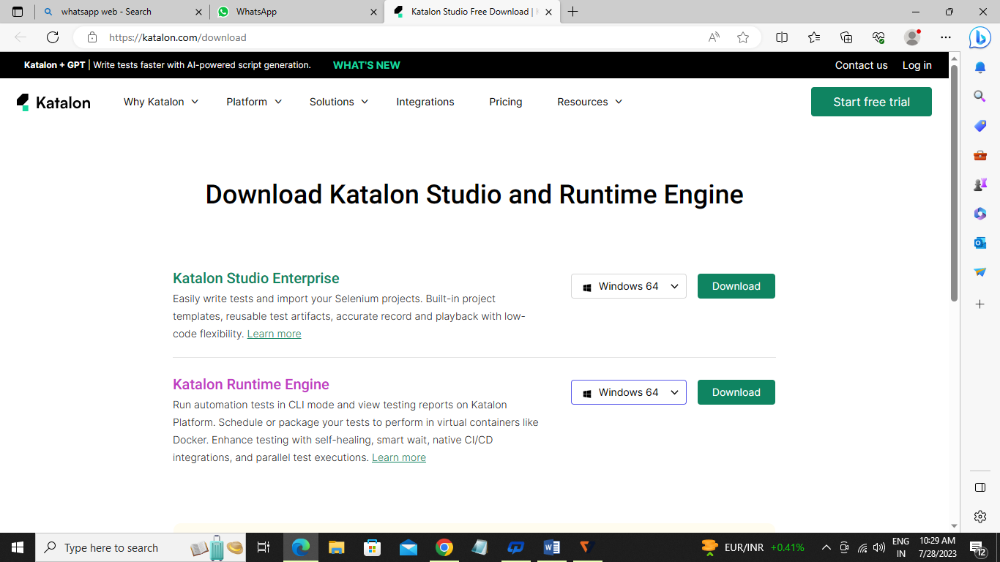 whatsapp web - Search
WhatsApp
Katalon Studio Free Download |
https://katalon.com/download
Katalon + GPT | Write tests faster with AI-powered script generation.
WHAT'S NEW
Contact us
Log in
Katalon
Why Katalon
Platform
Solutions
Integrations
Pricing
Resources
Start free trial
Download Katalon Studio and Runtime Engine
Katalon Studio Enterprise
Easily write tests and import your Selenium projects. Built-in project
templates, reusable test artifacts, accurate record and playback with low-
code flexibility. Learn more
Windows 64
Download
Katalon Runtime Engine
Run automation tests in CLI mode and view testing reports on Katalon
Platform. Schedule or package your tests to perform in virtual containers like
Docker. Enhance testing with self-healing, smart wait, native CI/CD
integrations, and parallel test executions. Learn more
Windows 64
Download
Type here to search
EUR/INR +0.41%
ENG
IN
10:29 AM
7/28/2023
12